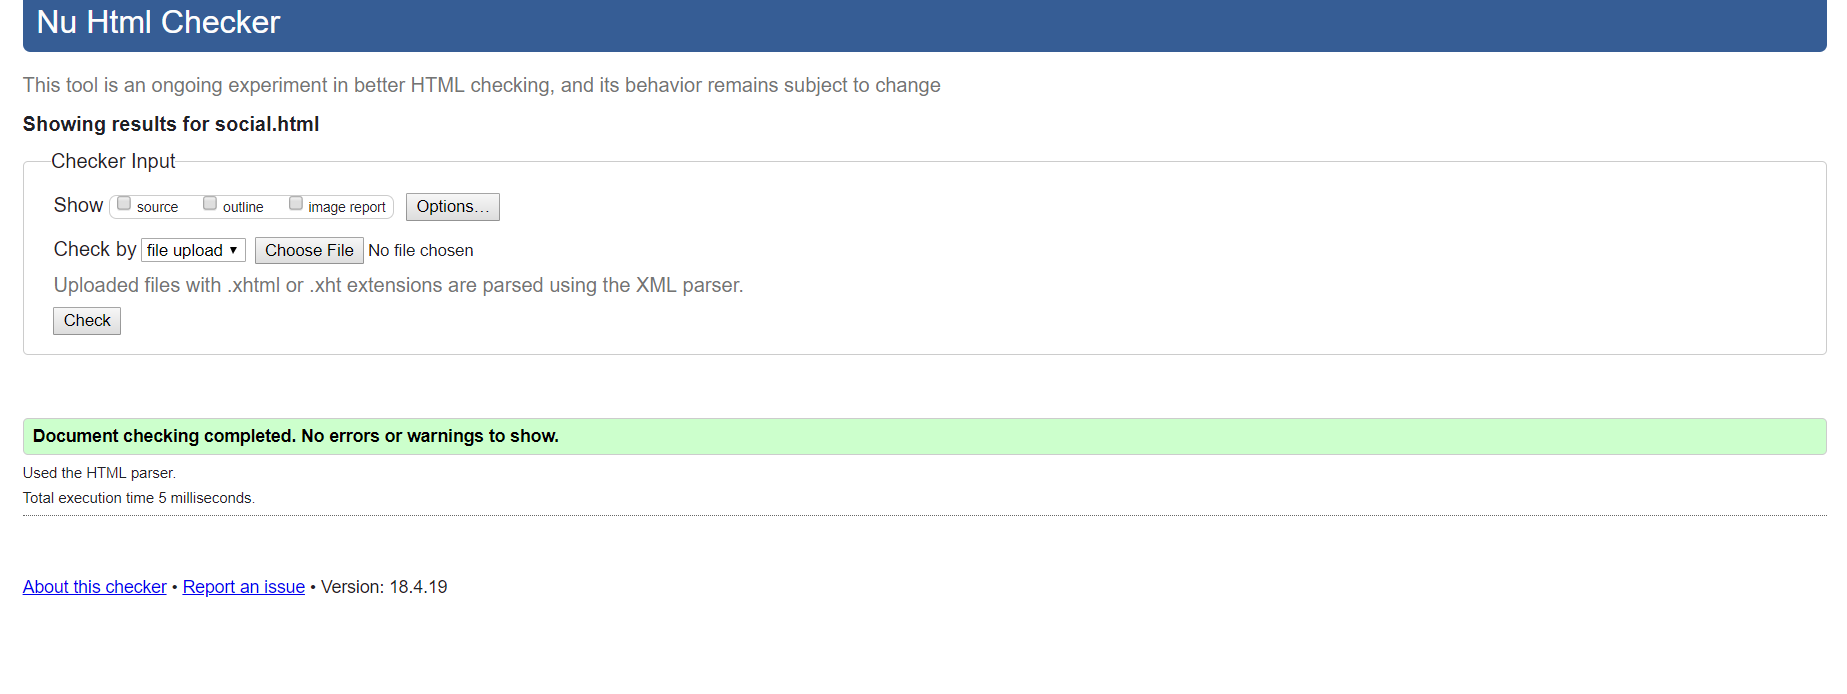 Nu Html Checker
This tool is an ongoing experiment in better HTML checking, and its behavior remains subject to change
Showing results for social.html
Checker Input
Show source outline image report Options...
Check by file upload Choose File No file chosen
Uploaded files with .xhtml or .xht extensions are parsed using the XML parser.
Check
Document checking completed. No errors or warnings to show.
Used the HTML parser.
Total execution time 5 milliseconds.
About this checker • Report an issue • Version: 18.4.19